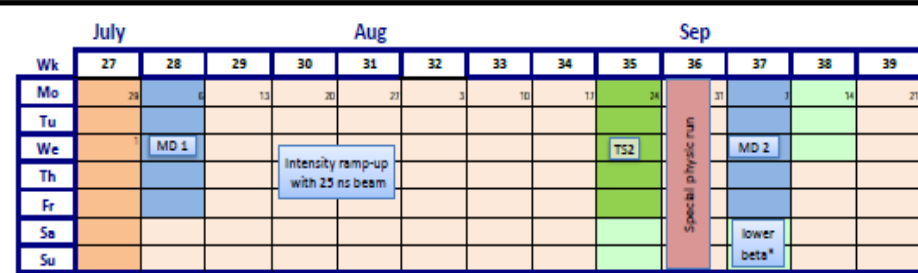 July Aug Sep
Wk 27 28 29 30 31 32 33 34 35 36 37 38 39
Mo 29 6 13 20 27 3 10 17 24 31 7 14 21
Tu
We 1 MD 1 TS2 MD 2
Intensity ramp-up
with 25 ns beam
Th
Fr
Special physic run
Sa
lower
beta*
Su